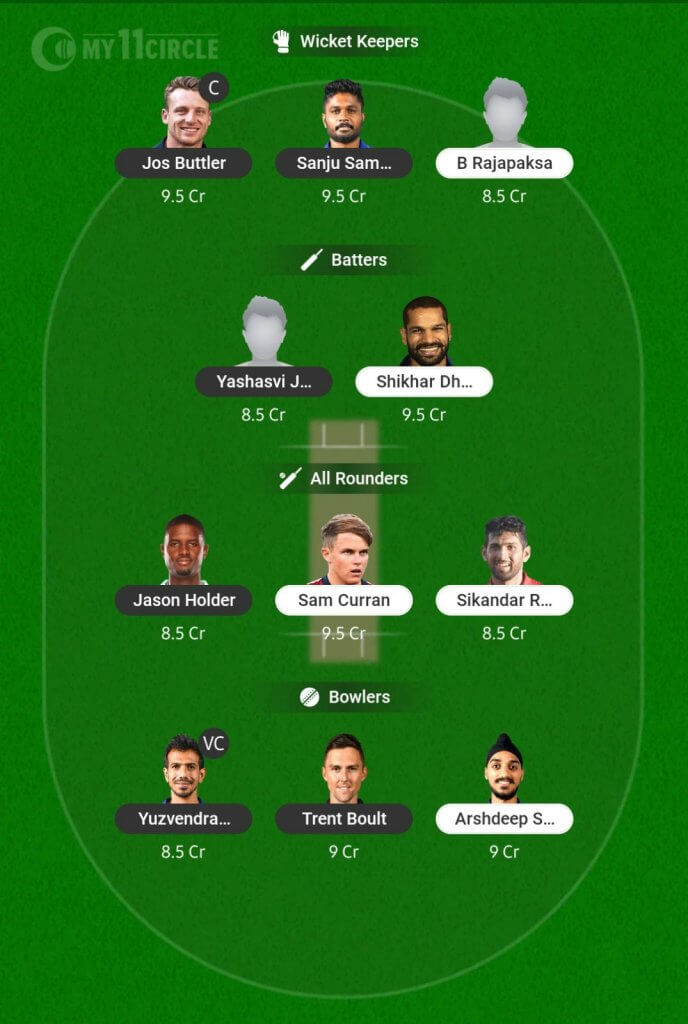 MY11CIRCLE
Wicket Keepers
C
Jos Buttler
Sanju Sam...
B Rajapaksa
9.5 Cr
9.5 Cr
8.5 Cr
Batters
Yashasvi J...
Shikhar Dh...
8.5 Cr
9.5 Cr
All Rounders
Jason Holder
Sam Curran
Sikandar R...
8.5 Cr
9.5 Cr
8.5 Cr
Bowlers
VC
Yuzvendra...
Trent Boult
Arshdeep S...
8.5 Cr
9 Cr
9 Cr